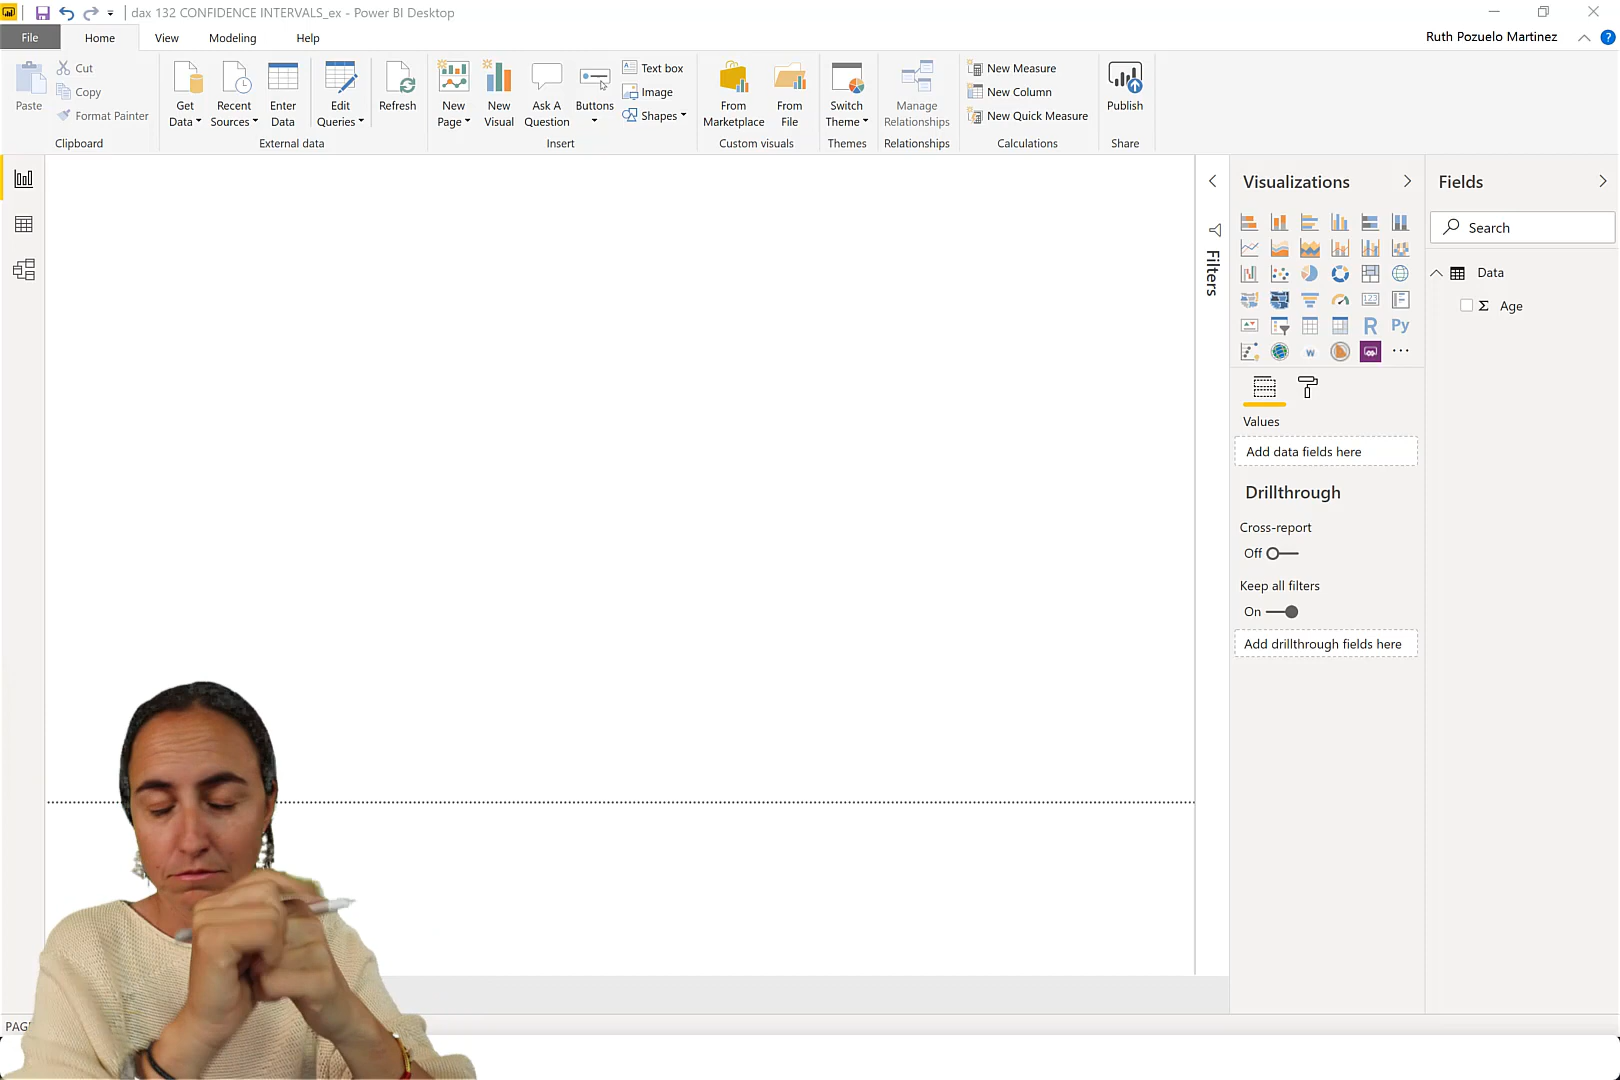 dax 132 CONFIDENCE INTERVALS_ex - Power BI Desktop
File
Home
View
Modeling
Help
Ruth Pozuelo Martinez
?
Paste
Cut
Copy
Format Painter
Clipboard
Get Data
Recent Sources
Enter Data
Edit Queries
Refresh
External data
New Page
New Visual
Ask A Question
Buttons
Text box
Image
Shapes
Insert
From Marketplace
From File
Custom visuals
Switch Theme
Themes
Manage Relationships
Relationships
New Measure
New Column
New Quick Measure
Calculations
Publish
Share
Filters
Visualizations
123
R
Py
W
Values
Add data fields here
Drillthrough
Cross-report
Off
Keep all filters
On
Add drillthrough fields here
Fields
Search
Data
Σ Age